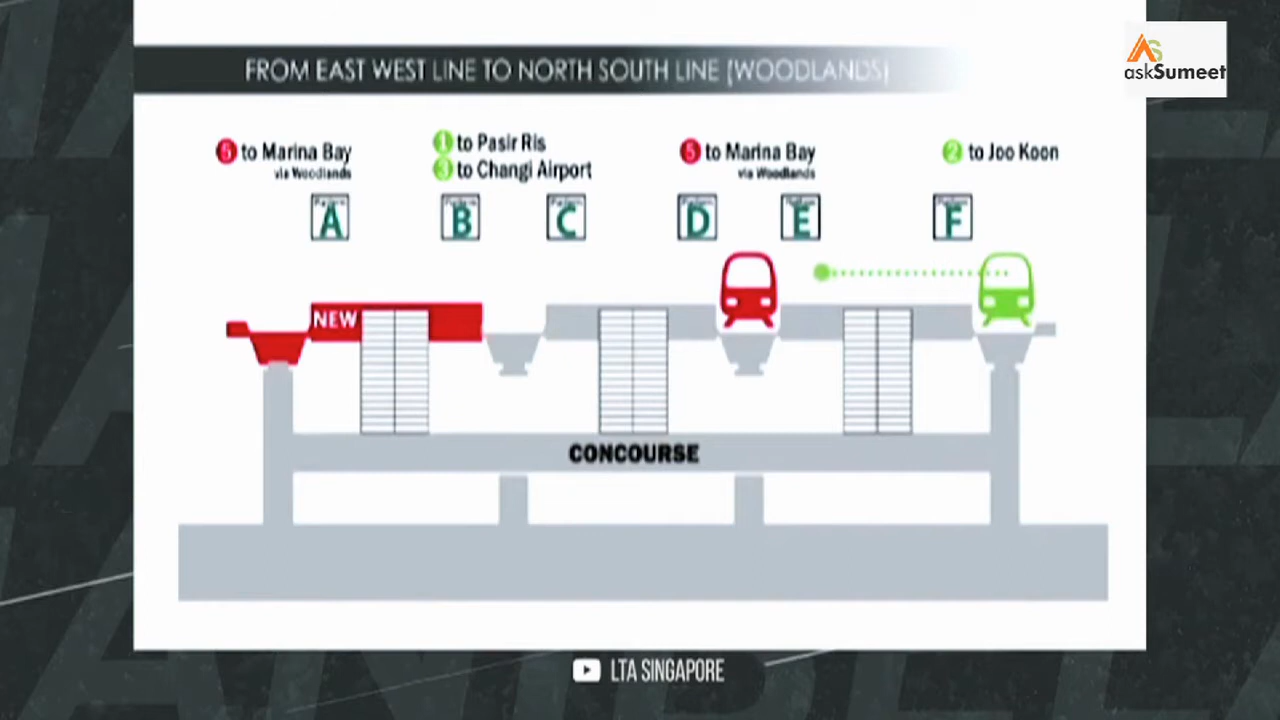 AS
askSumeet
FROM EAST WEST LINE TO NORTH SOUTH LINE (WOODLANDS)
5 to Marina Bay
via Woodlands
1 to Pasir Ris
3 to Changi Airport
5 to Marina Bay
via Woodlands
2 to Joo Koon
A
B
C
D
E
F
NEW
CONCOURSE
LTA SINGAPORE